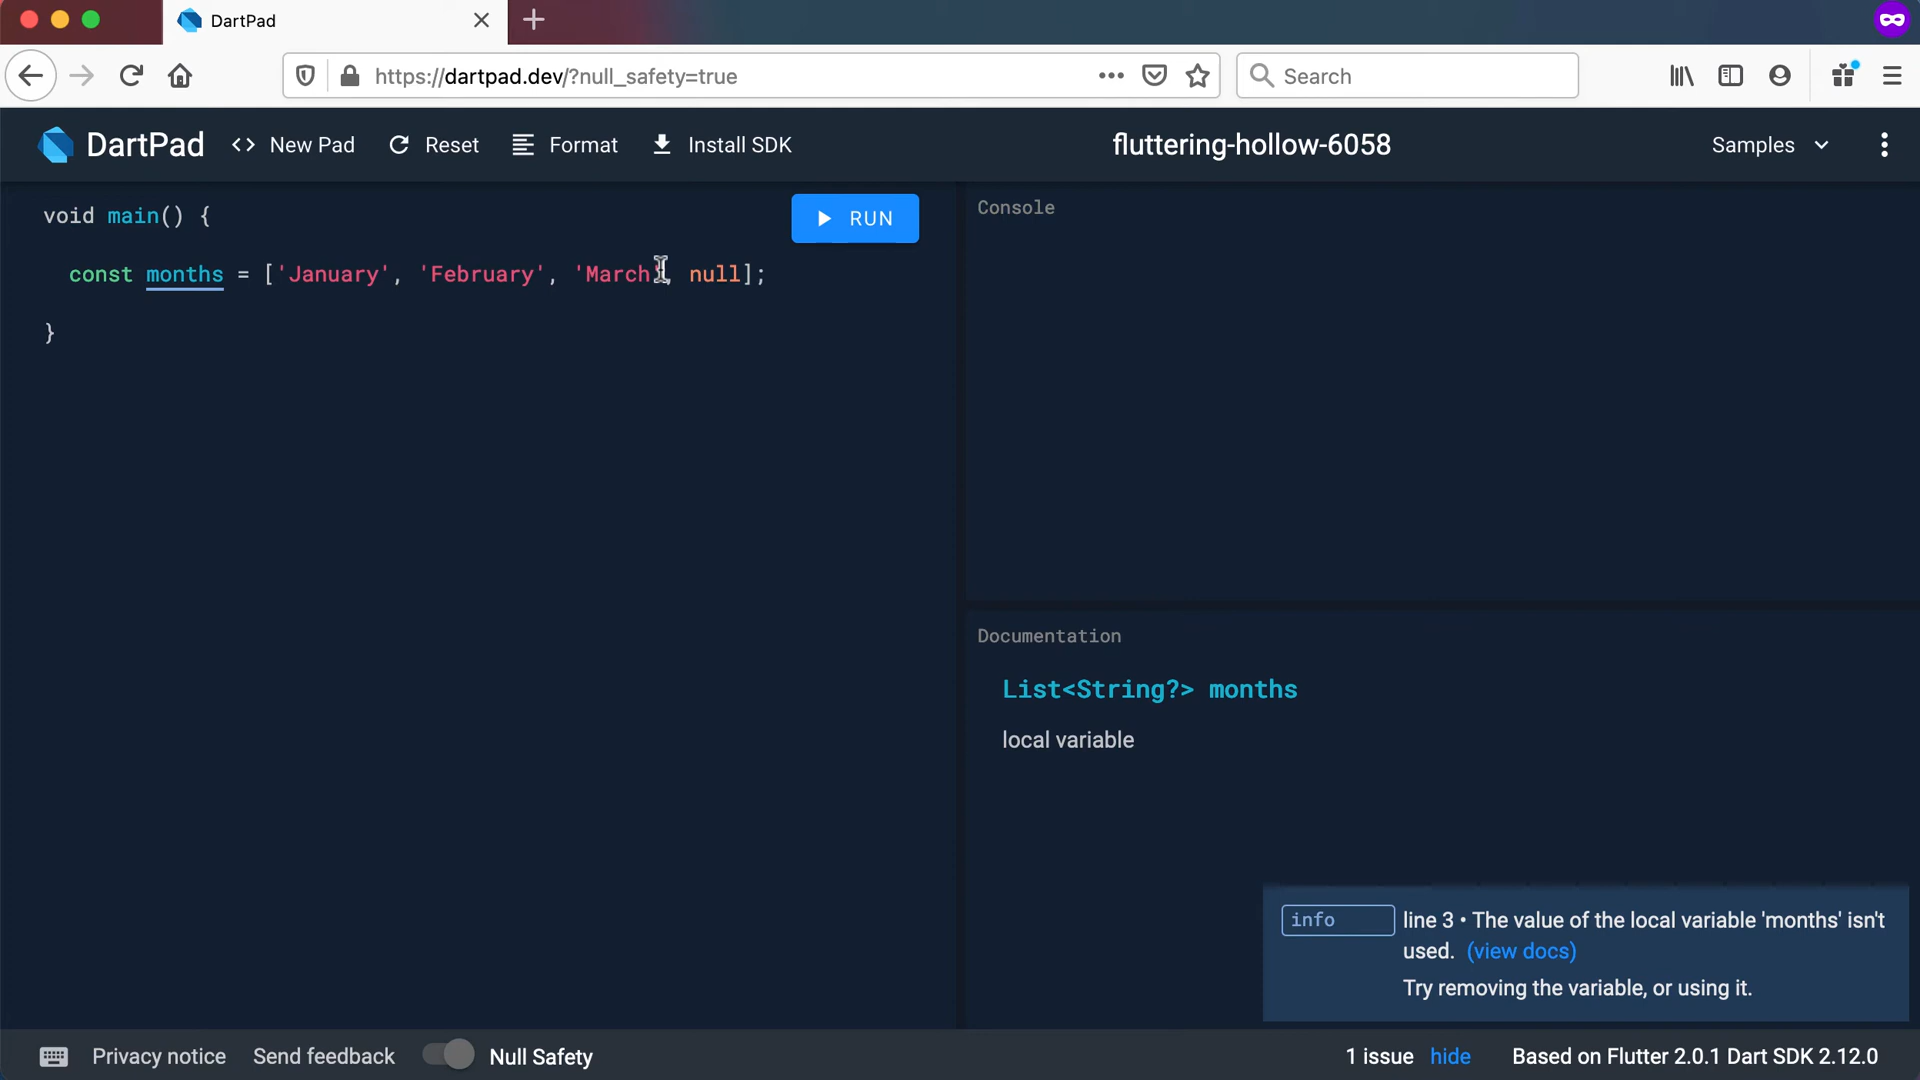 DartPad
https://dartpad.dev/?null_safety=true
Search
DartPad
New Pad
Reset
Format
Install SDK
fluttering-hollow-6058
Samples
void main() {
RUN
const months = ['January', 'February', 'March', null];
}
Console
Documentation
List<String?> months
local variable
info
line 3 • The value of the local variable 'months' isn't
used. (view docs)
Try removing the variable, or using it.
Privacy notice
Send feedback
Null Safety
1 issue
hide
Based on Flutter 2.0.1 Dart SDK 2.12.0